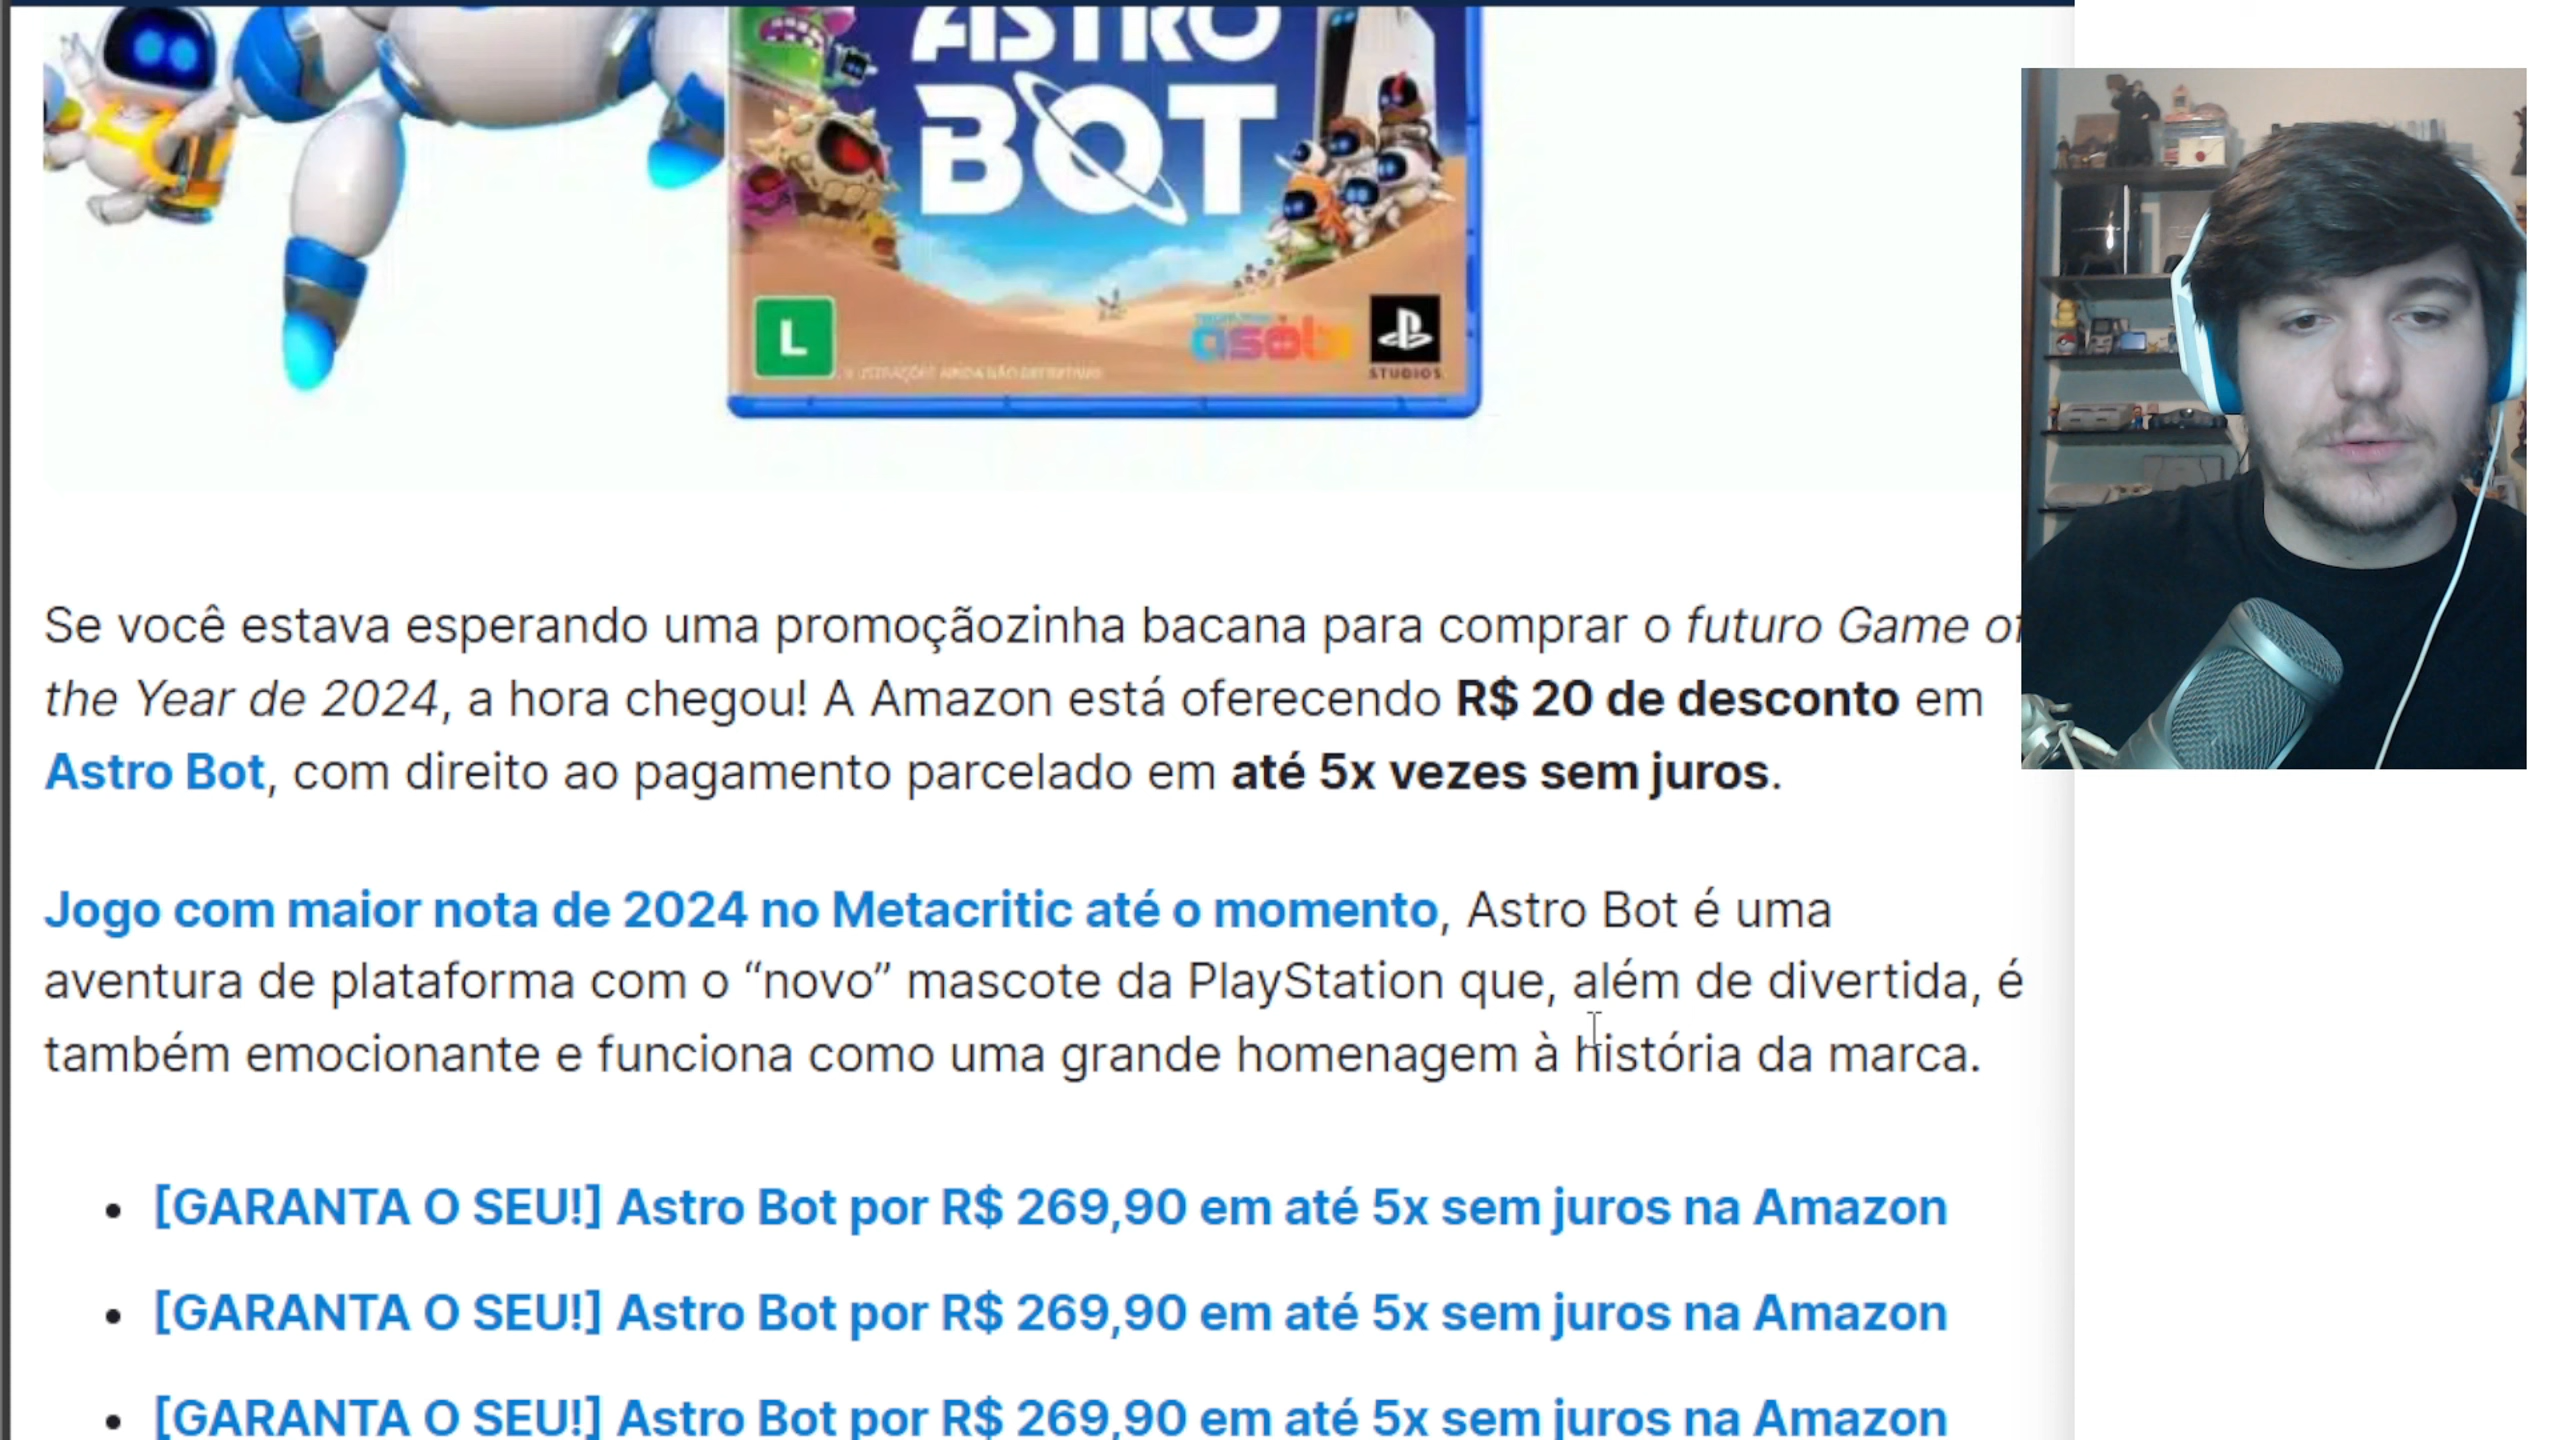 ASTRO
BOT
L
asobi
STUDIOS
Se você estava esperando uma promoçãozinha bacana para comprar o futuro Game of
the Year de 2024, a hora chegou! A Amazon está oferecendo R$ 20 de desconto em
Astro Bot, com direito ao pagamento parcelado em até 5x vezes sem juros.
Jogo com maior nota de 2024 no Metacritic até o momento, Astro Bot é uma
aventura de plataforma com o “novo” mascote da PlayStation que, além de divertida, é
também emocionante e funciona como uma grande homenagem à história da marca.
• [GARANTA O SEU!] Astro Bot por R$ 269,90 em até 5x sem juros na Amazon
• [GARANTA O SEU!] Astro Bot por R$ 269,90 em até 5x sem juros na Amazon
• [GARANTA O SEU!] Astro Bot por R$ 269,90 em até 5x sem juros na Amazon